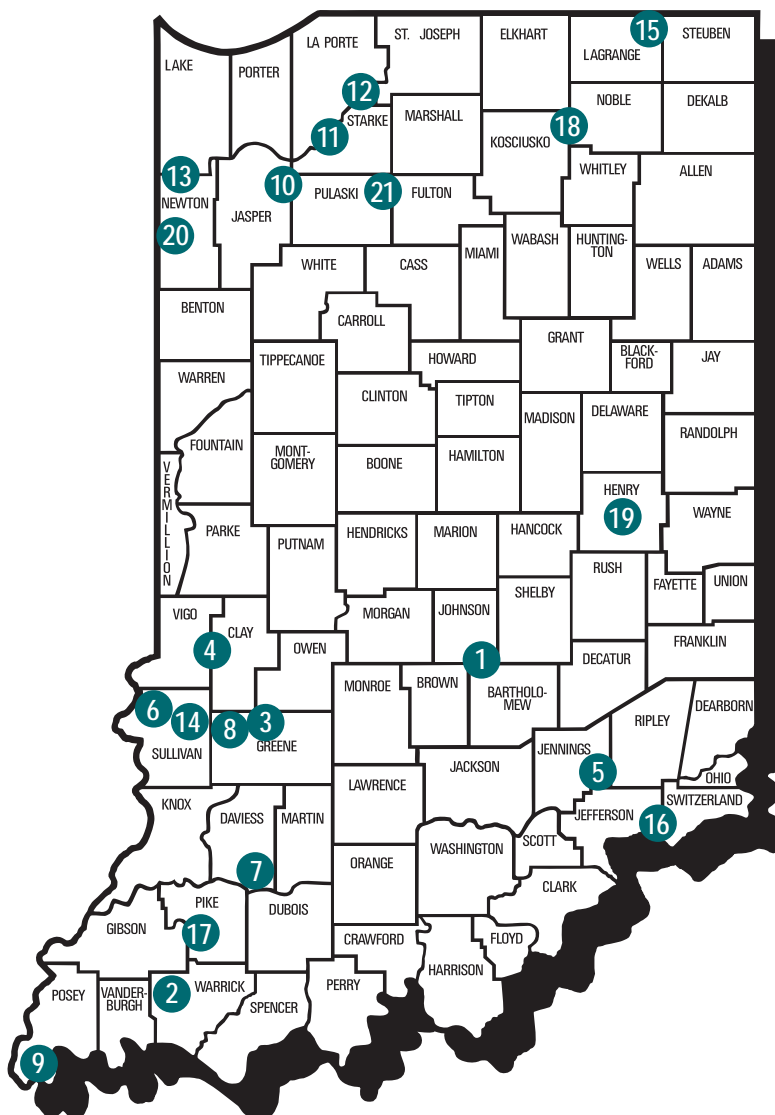 15
ST. JOSEPH
ELKHART
STEUBEN
LA PORTE
LAGRANGE
LAKE
PORTER
12
NOBLE
DEKALB
MARSHALL
STARKE
18
11
KOSCIUSKO
WHITLEY
ALLEN
13
10
21
NEWTON
PULASKI
FULTON
JASPER
20
WABASH
HUNTING-
TON
MIAMI
WHITE
CASS
WELLS
ADAMS
BENTON
CARROLL
GRANT
TIPPECANOE
HOWARD
BLACK-
FORD
JAY
WARREN
CLINTON
TIPTON
MADISON
DELAWARE
FOUNTAIN
MONT-
GOMERY
BOONE
HAMILTON
RANDOLPH
VERMILLION
HENRY
19
WAYNE
PARKE
PUTNAM
HENDRICKS
MARION
HANCOCK
RUSH
FAYETTE
UNION
VIGO
CLAY
MORGAN
JOHNSON
SHELBY
4
OWEN
1
DECATUR
FRANKLIN
MONROE
BROWN
BARTHOLO-
MEW
6
14
8
3
GREENE
SULLIVAN
RIPLEY
DEARBORN
JENNINGS
5
JACKSON
OHIO
LAWRENCE
KNOX
DAVIESS
MARTIN
SWITZERLAND
JEFFERSON
16
7
ORANGE
WASHINGTON
SCOTT
CLARK
PIKE
DUBOIS
GIBSON
17
CRAWFORD
FLOYD
HARRISON
POSEY
VANDER-
BURGH
2
WARRICK
SPENCER
PERRY
9